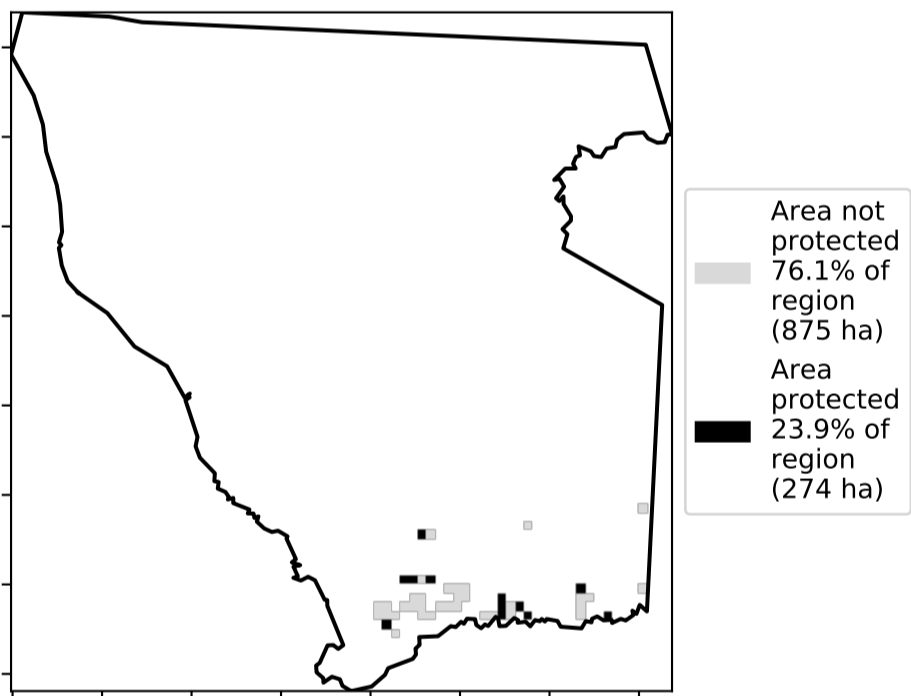 Area not
protected
76.1% of
region
(875 ha)
Area
protected
23.9% of
region
(274 ha)